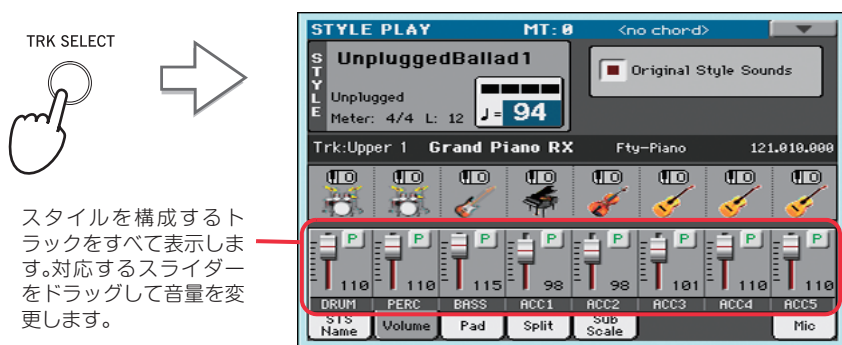 TRK SELECT
スタイルを構成するト
ラックをすべて表示しま
す。対応するスライダー
をドラッグして音量を変
更します。
STYLE PLAY MT: 0 <no chord>
STYLE
UnpluggedBallad1
Unplugged
Meter: 4/4 L: 12 ♩= 94
Original Style Sounds
Trk:Upper 1 Grand Piano RX Fty-Piano 121.010.000
P P P P P P P P
110 110 115 98 98 101 110 110
DRUM PERC BASS ACC1 ACC2 ACC3 ACC4 ACC5
STS Name Volume Pad Split Sub Scale Mic